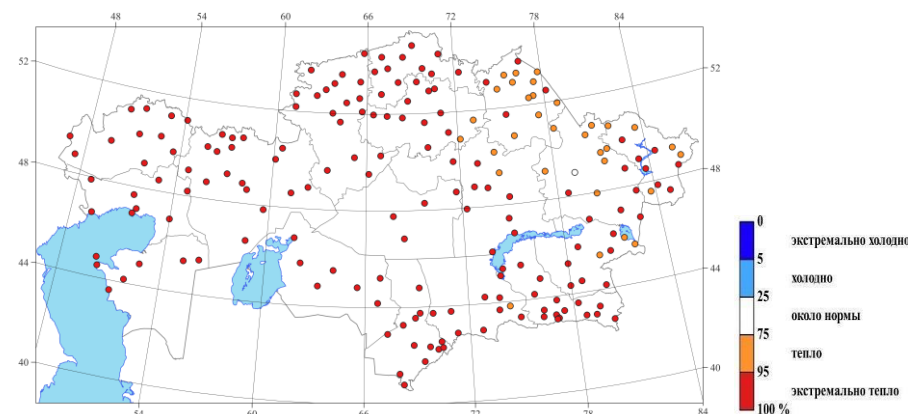 48 54 60 66 72 78 84
52 52
48 48
44 44
40 40
54 60 66 72 78 84
0
экстремально холодно
5
холодно
25
около нормы
75
тепло
95
экстремально тепло
100 %